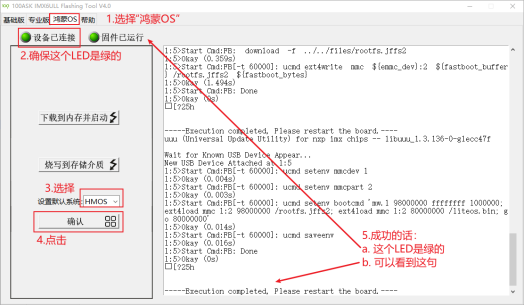 100ASK IMX6ULL Flashing Tool V4.0
基础版 专业版 鸿蒙OS 帮助
1.选择"鸿蒙OS"
设备已连接 固件已运行
2.确保这个LED是绿的
下载到内存并启动
烧写到存储介质
3.选择
设置默认系统: HMOS
确认
4.点击
1:5>Start Cmd:FB: download -f ../../files/rootfs.jffs2
1:5>Okay (0.359s)
1:5>Start Cmd:FB[-t 60000]: ucmd ext4write mmc ${emmc_dev}:2 ${fastboot_buffer
} /rootfs.jffs2 ${fastboot_bytes}
1:5>Okay (1.494s)
1:5>Start Cmd:FB: Done
1:5>Okay (0s)
[?25h
-----Execution completed, Please restart the board.----
uuu (Universal Update Utility) for nxp imx chips -- libuuu_1.3.136-0-g1ecc47f
Wait for Known USB Device Appear...
New USB Device Attached at 1:5
1:5>Start Cmd:FB[-t 60000]: ucmd setenv mmcdev 1
1:5>Okay (0.004s)
1:5>Start Cmd:FB[-t 60000]: ucmd setenv mmcpart 2
1:5>Okay (0.003s)
1:5>Start Cmd:FB[-t 60000]: ucmd setenv bootcmd 'mw.l 98000000 ffffffff 1000000;
ext4load mmc 1:2 98000000 /rootfs.jffs2; ext4load mmc 1:2 80000000 /liteos.bin; g
o 80000000'
1:5>Okay (0.014s)
1:5>Start Cmd:FB[-t 60000]: ucmd saveenv
1:5>Okay (0.016s)
1:5>Start Cmd:FB: Done
1:5>Okay (0s)
[?25h
5.成功的话:
a. 这个LED是绿的
b. 可以看到这句
-----Execution completed, Please restart the board.----